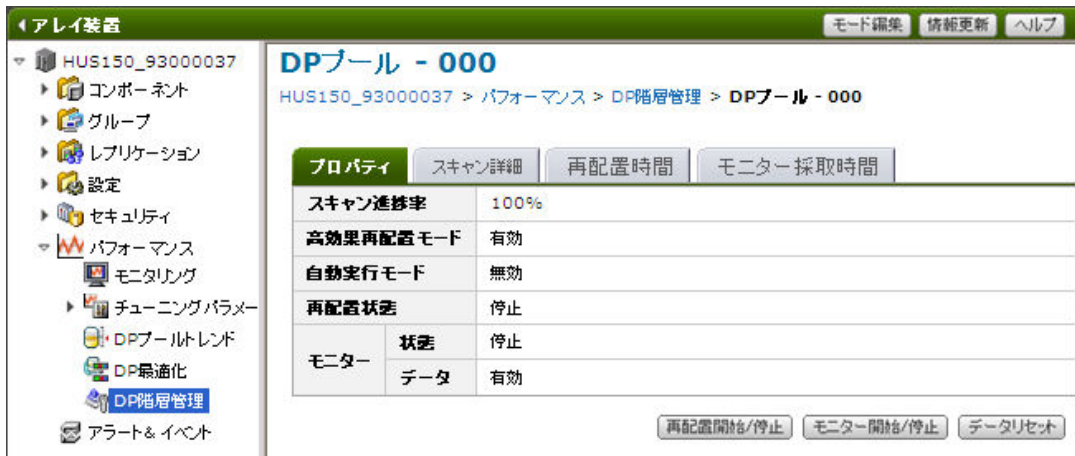 アレイ装置
モード編集 情報更新 ヘルプ
HUS150_93000037
コンポーネント
グループ
レプリケーション
設定
セキュリティ
パフォーマンス
モニタリング
チューニングパラメー
DPプールトレンド
DP最適化
DP階層管理
アラート& イベント
DPプール - 000
HUS150_93000037 > パフォーマンス > DP階層管理 > DPプール - 000
プロパティ スキャン詳細 再配置時間 モニター採取時間
スキャン進捗率 100%
高効果再配置モード 有効
自動実行モード 無効
再配置状態 停止
モニター 状態 停止
データ 有効
再配置開始/停止 モニター開始/停止 データリセット